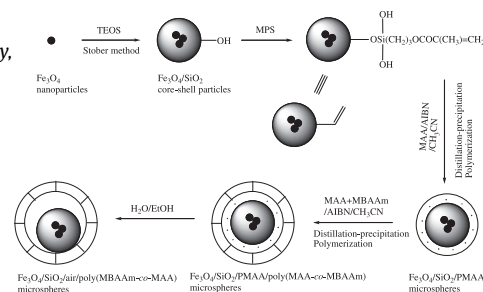 y,
TEOS
Stober method
OH
MPS
OH
OSi(CH₂)₃OCOC(CH₃)=CH₂
OH
Fe₃O₄
nanoparticles
Fe₃O₄/SiO₂
core-shell particles
MAA/AIBN
/CH₃CN
Distillation-precipitation
Polymerization
H₂O/EtOH
MAA+MBAAm
/AIBN/CH₃CN
Distillation-precipitation
Polymerization
Fe₃O₄/SiO₂/air/poly(MBAAm-co-MAA)
microspheres
Fe₃O₄/SiO₂/PMAA/poly(MAA-co-MBAAm)
microspheres
Fe₃O₄/SiO₂/PMAA
microspheres